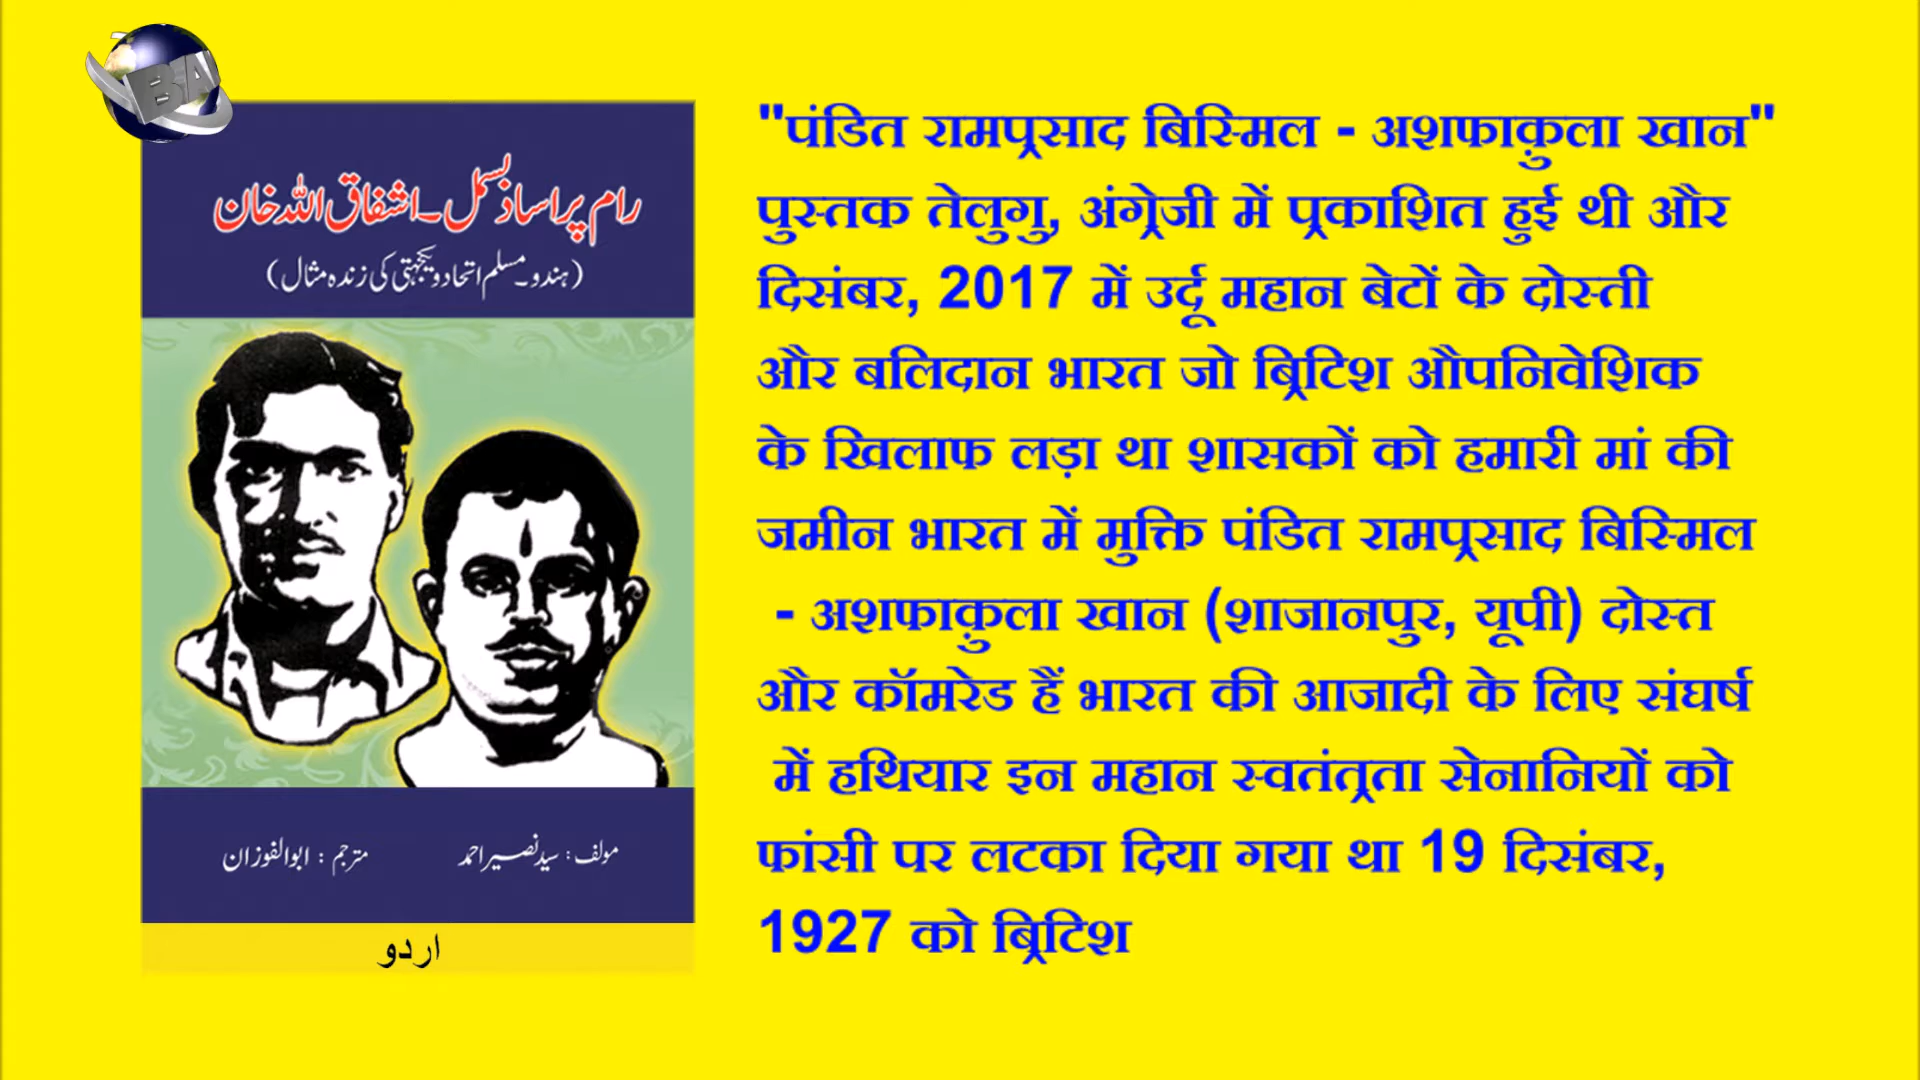 BA
رام پراساد بسمل۔ اشفاق اللہ خان
(ہندو۔ مسلم اتحاد و یکجہتی کی زندہ مثال)
مولف: سید نصیر احمد
مترجم: ابوالفوزان
اردو
"पंडित रामप्रसाद बिस्मिल - अशफाक़ुला खान"
पुस्तक तेलुगु, अंग्रेजी में प्रकाशित हुई थी और
दिसंबर, 2017 में उर्दू महान बेटों के दोस्ती
और बलिदान भारत जो ब्रिटिश औपनिवेशिक
के खिलाफ लड़ा था शासकों को हमारी मां की
जमीन भारत में मुक्ति पंडित रामप्रसाद बिस्मिल
- अशफाक़ुला खान (शाजानपुर, यूपी) दोस्त
और कॉमरेड हैं भारत की आजादी के लिए संघर्ष
में हथियार इन महान स्वतंत्रता सेनानियों को
फांसी पर लटका दिया गया था 19 दिसंबर,
1927 को ब्रिटिश